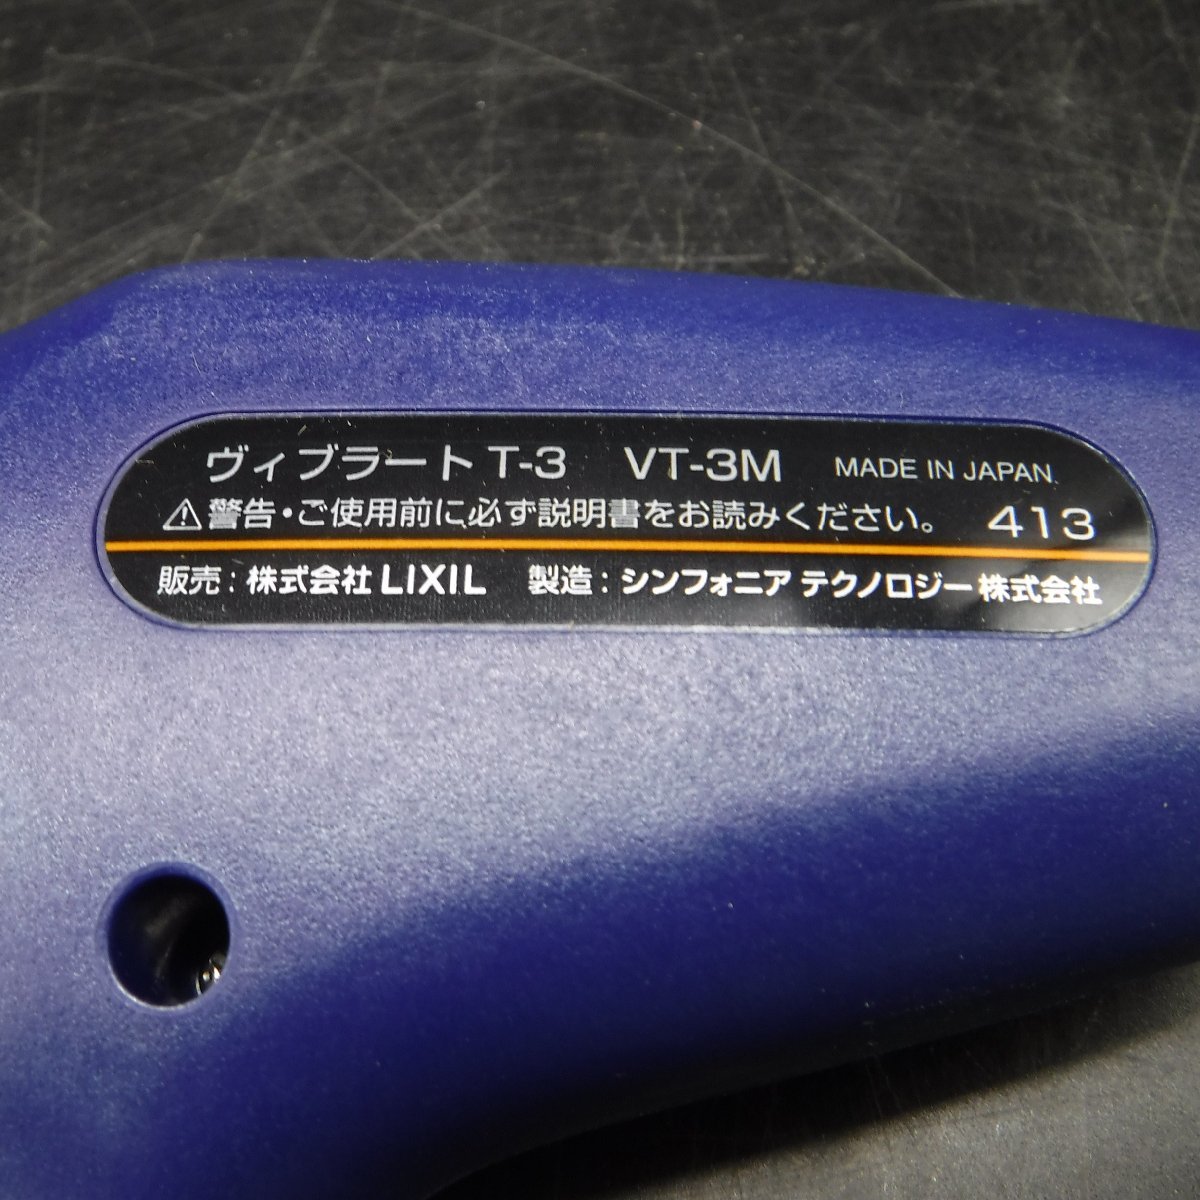 ヴィブラート T-3 VT-3M MADE IN JAPAN
⚠警告・ご使用前に必ず説明書をお読みください。 413
販売：株式会社 LIXIL 製造：シンフォニア テクノロジー 株式会社